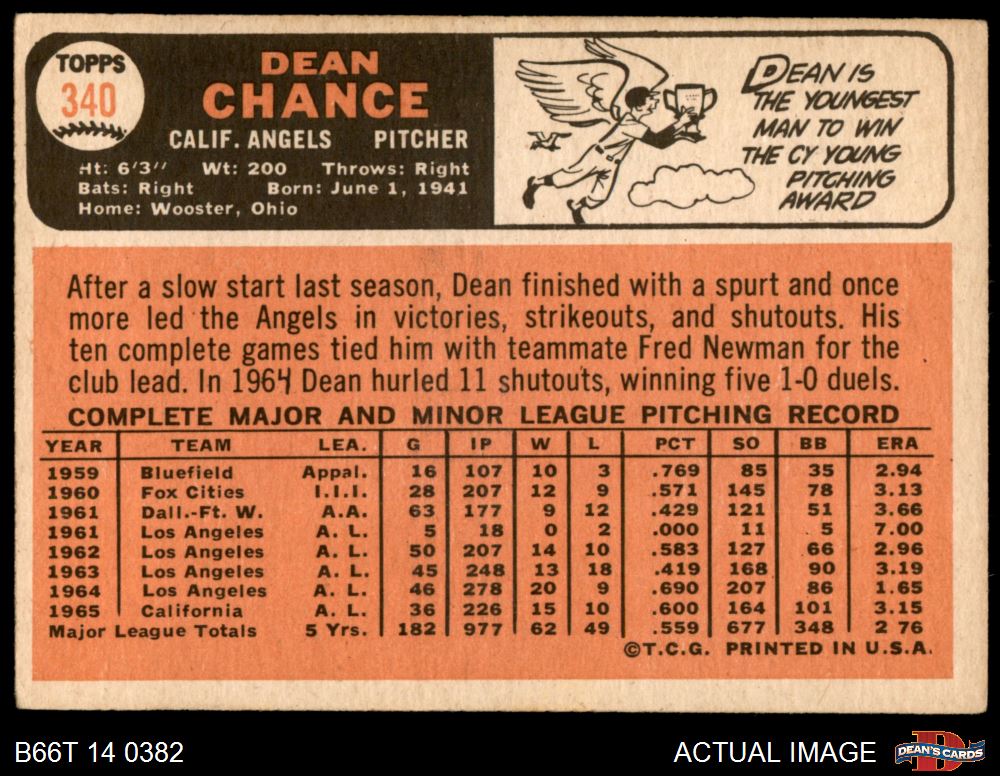 TOPPS
340
DEAN
CHANCE
CALIF. ANGELS PITCHER
Ht: 6'3" Wt: 200 Throws: Right
Bats: Right Born: June 1, 1941
Home: Wooster, Ohio
DEAN IS
THE YOUNGEST
MAN TO WIN
THE CY YOUNG
PITCHING
AWARD
After a slow start last season, Dean finished with a spurt and once
more led the Angels in victories, strikeouts, and shutouts. His
ten complete games tied him with teammate Fred Newman for the
club lead. In 1964 Dean hurled 11 shutouts, winning five 1-0 duels.
COMPLETE MAJOR AND MINOR LEAGUE PITCHING RECORD
YEAR TEAM LEA. G IP W L PCT SO BB ERA
1959 Bluefield Appal. 16 107 10 3 .769 85 35 2.94
1960 Fox Cities I.I.I. 28 207 12 9 .571 145 78 3.13
1961 Dall.-Ft. W. A.A. 63 177 9 12 .429 121 51 3.66
1961 Los Angeles A. L. 5 18 0 2 .000 11 5 7.00
1962 Los Angeles A. L. 50 207 14 10 .583 127 66 2.96
1963 Los Angeles A. L. 45 248 13 18 .419 168 90 3.19
1964 Los Angeles A. L. 46 278 20 9 .690 207 86 1.65
1965 California A. L. 36 226 15 10 .600 164 101 3.15
Major League Totals 5 Yrs. 182 977 62 49 .559 677 348 2 76
©T.C.G. PRINTED IN U.S.A.
B66T 14 0382
ACTUAL IMAGE
D
DEAN'S CARDS